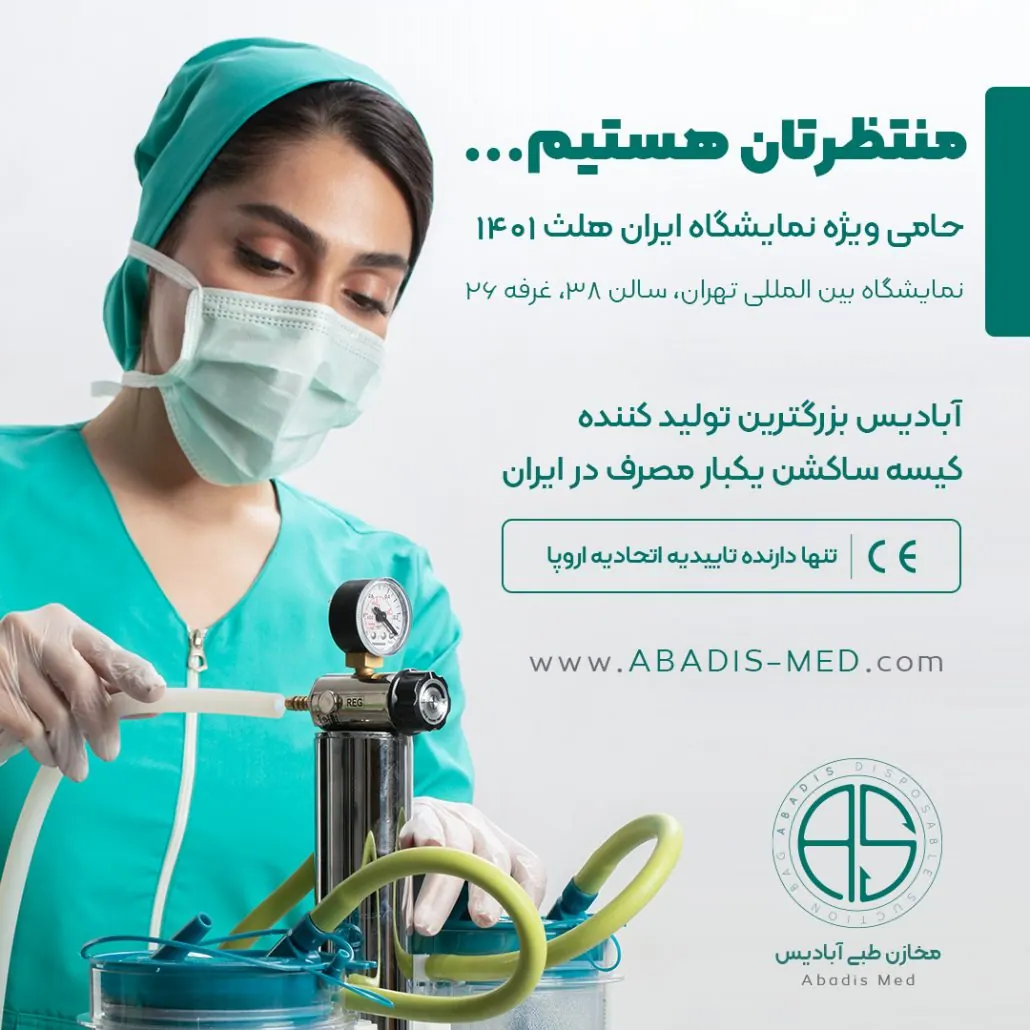 منتظرتان هستیم...
حامی ویژه نمایشگاه ایران هلث ۱۴۰۱
نمایشگاه بین المللی تهران، سالن ۳۸، غرفه ۲۶
آبادیس بزرگترین تولید کننده
کیسه ساکشن یکبار مصرف در ایران
CE | تنها دارنده تاییدیه اتحادیه اروپا
www.ABADIS-MED.com
REG
ABADIS DISPOSABLE SUCTION BAG
AS
مخازن طبی آبادیس
Abadis Med